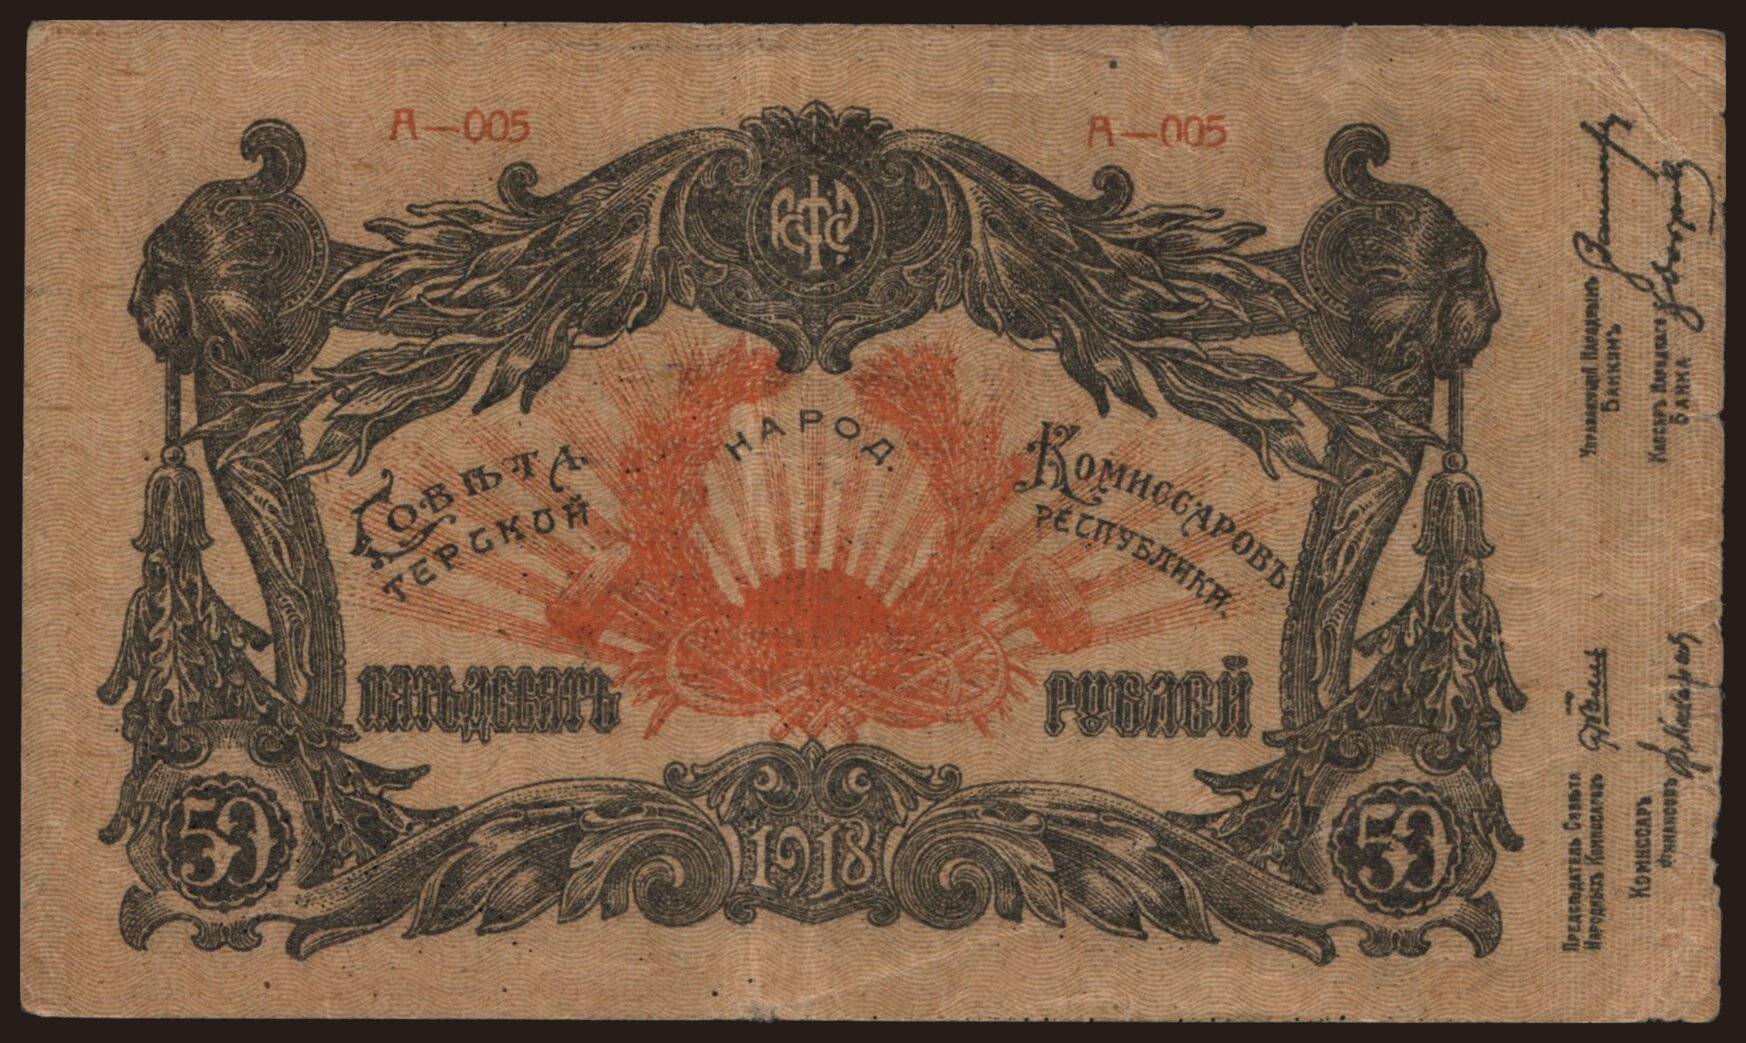 А—005 А—005
РСФСР
Совѣта НАРОД. Комиссаровъ
ТЕРСКОЙ РЕСПУБЛИКИ.
ПЯТЬДЕСЯТЪ РУБЛЕЙ
50 1918 50
Управляющій Народнымъ
Банкомъ
Кассиръ Народнаго
Банка
Предсѣдатель Совѣта
Народныхъ Комиссаровъ
Комиссаръ
Финансовъ